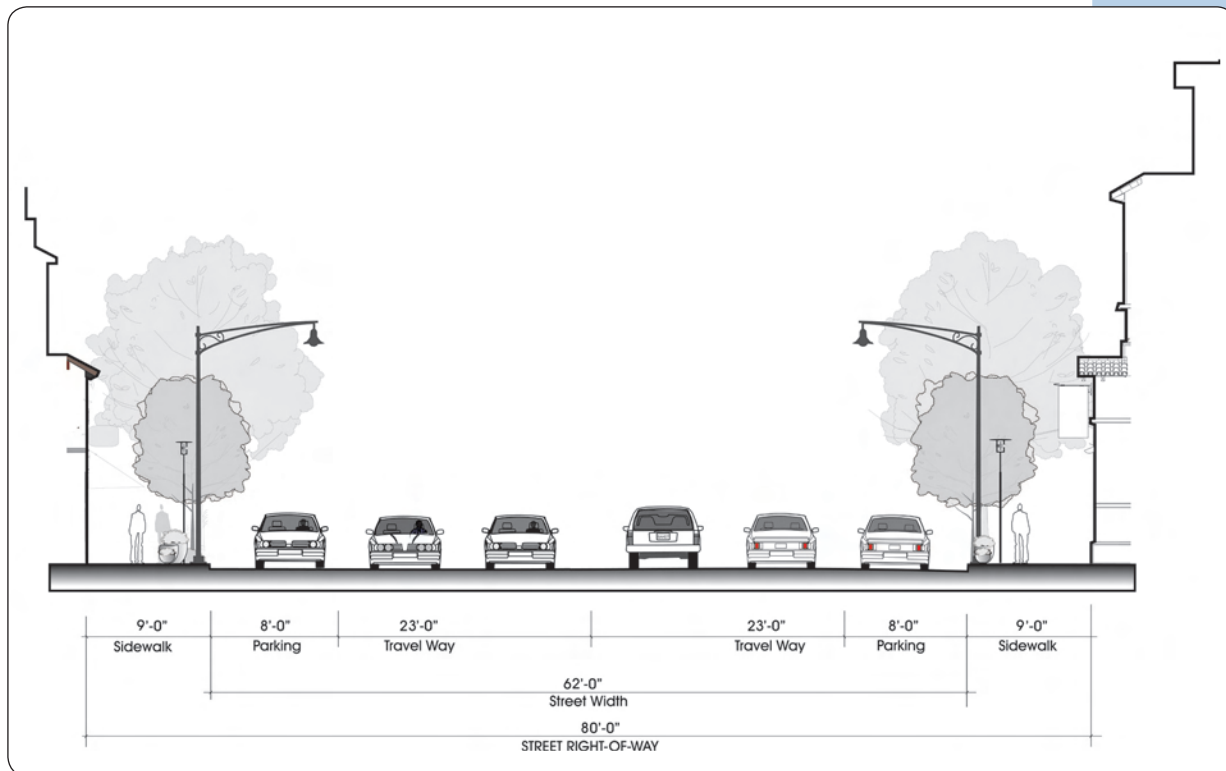 9'-0" 8'-0" 23'-0" 23'-0" 8'-0" 9'-0"
Sidewalk Parking Travel Way Travel Way Parking Sidewalk
62'-0"
Street Width
80'-0"
STREET RIGHT-OF-WAY